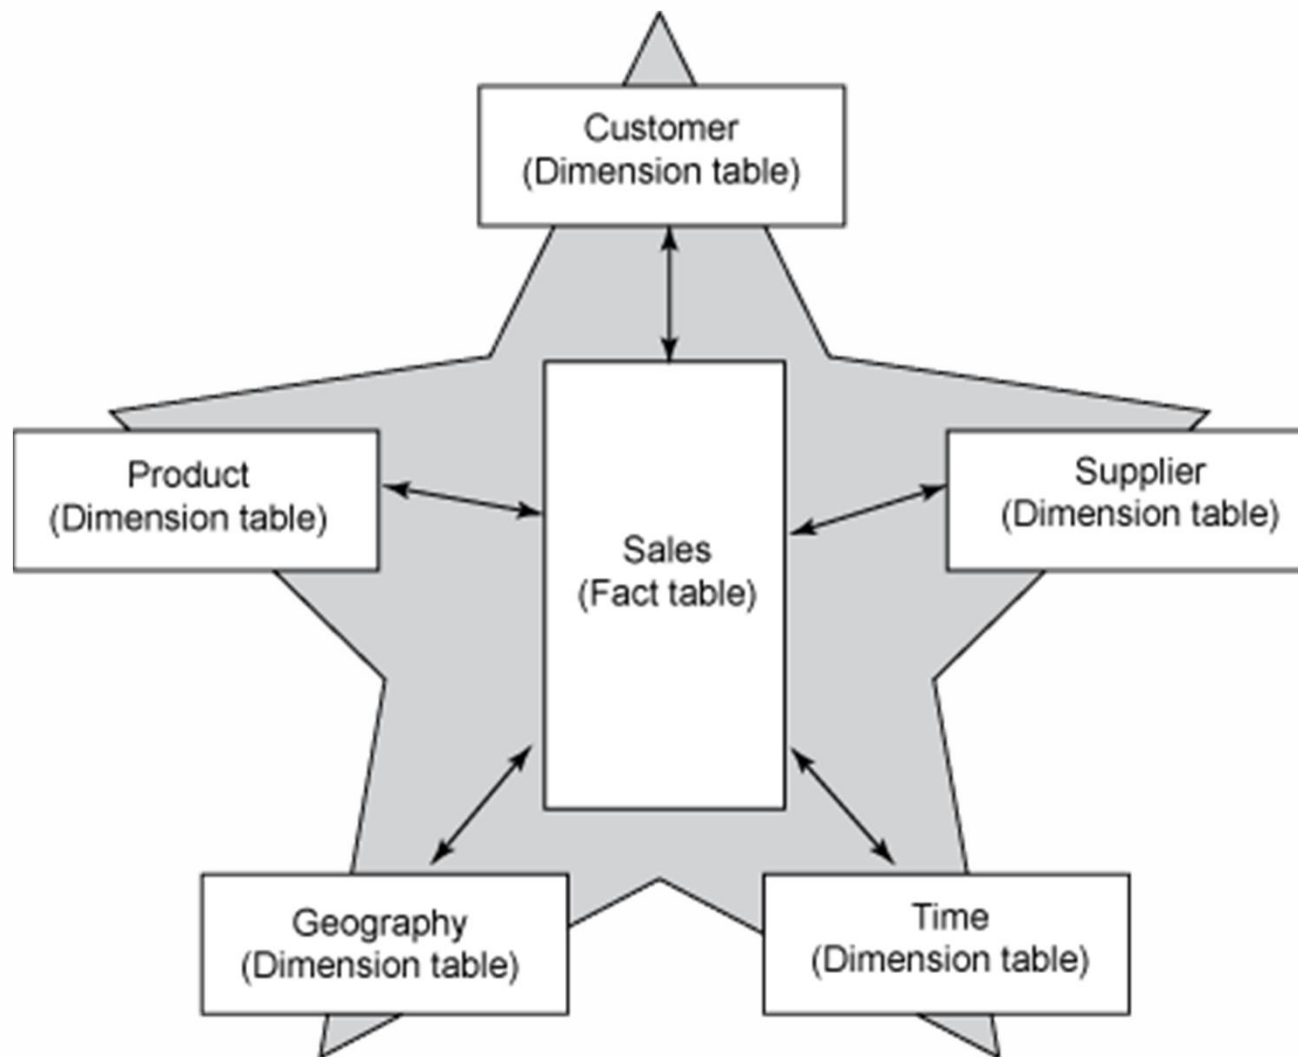 Customer
(Dimension table)
Product
(Dimension table)
Supplier
(Dimension table)
Sales
(Fact table)
Geography
(Dimension table)
Time
(Dimension table)